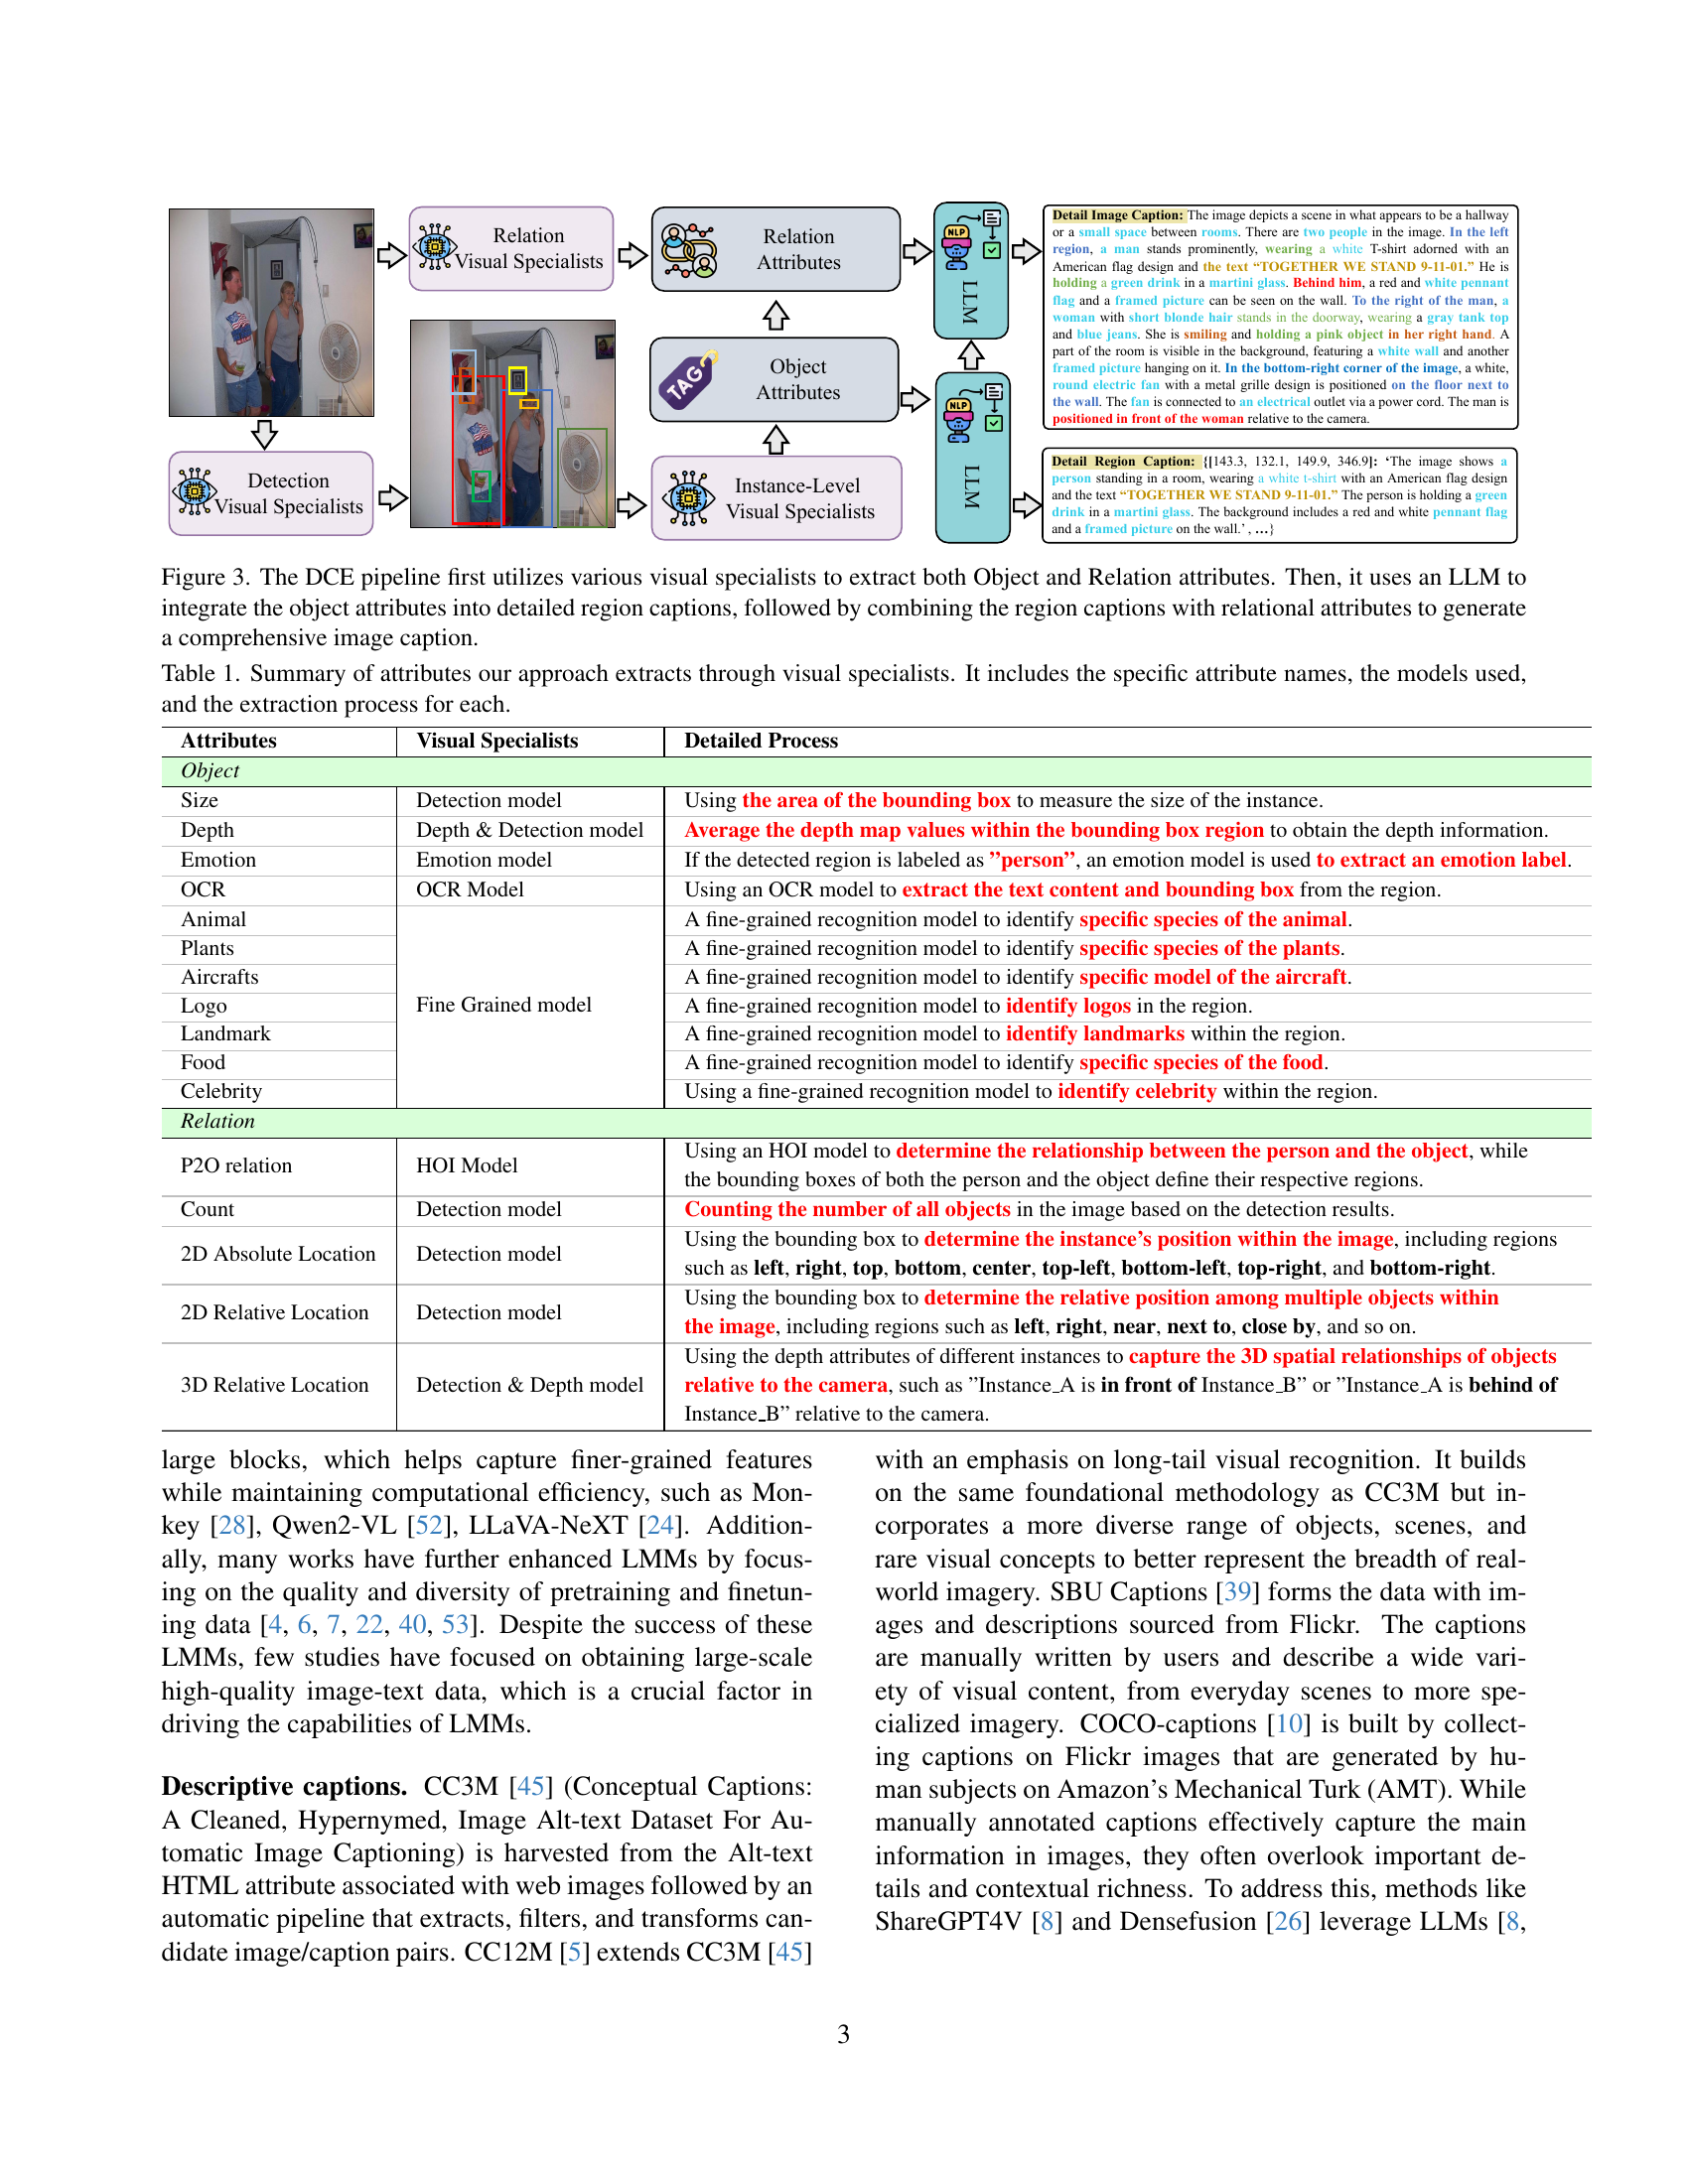 Relation
Visual Specialists
Relation
Attributes
NLP
LLM
Detail Image Caption: The image depicts a scene in what appears to be a hallway
or a small space between rooms. There are two people in the image. In the left
region, a man stands prominently, wearing a white T-shirt adorned with an
American flag design and the text “TOGETHER WE STAND 9-11-01.” He is
holding a green drink in a martini glass. Behind him, a red and white pennant
flag and a framed picture can be seen on the wall. To the right of the man, a
woman with short blonde hair stands in the doorway, wearing a gray tank top
and blue jeans. She is smiling and holding a pink object in her right hand. A
part of the room is visible in the background, featuring a white wall and another
framed picture hanging on it. In the bottom-right corner of the image, a white,
round electric fan with a metal grille design is positioned on the floor next to
the wall. The fan is connected to an electrical outlet via a power cord. The man is
positioned in front of the woman relative to the camera.
TAG
Object
Attributes
Detection
Visual Specialists
Instance-Level
Visual Specialists
NLP
LLM
Detail Region Caption: {[143.3, 132.1, 149.9, 346.9]: ‘The image shows a
person standing in a room, wearing a white t-shirt with an American flag design
and the text “TOGETHER WE STAND 9-11-01.” The person is holding a green
drink in a martini glass. The background includes a red and white pennant flag
and a framed picture on the wall.’ , ...}
Figure 3. The DCE pipeline first utilizes various visual specialists to extract both Object and Relation attributes. Then, it uses an LLM to
integrate the object attributes into detailed region captions, followed by combining the region captions with relational attributes to generate
a comprehensive image caption.
Table 1. Summary of attributes our approach extracts through visual specialists. It includes the specific attribute names, the models used,
and the extraction process for each.
Attributes Visual Specialists Detailed Process
Object
Size Detection model Using the area of the bounding box to measure the size of the instance.
Depth Depth & Detection model Average the depth map values within the bounding box region to obtain the depth information.
Emotion Emotion model If the detected region is labeled as ”person”, an emotion model is used to extract an emotion label.
OCR OCR Model Using an OCR model to extract the text content and bounding box from the region.
Animal A fine-grained recognition model to identify specific species of the animal.
Plants A fine-grained recognition model to identify specific species of the plants.
Aircrafts A fine-grained recognition model to identify specific model of the aircraft.
Logo Fine Grained model A fine-grained recognition model to identify logos in the region.
Landmark A fine-grained recognition model to identify landmarks within the region.
Food A fine-grained recognition model to identify specific species of the food.
Celebrity Using a fine-grained recognition model to identify celebrity within the region.
Relation
P2O relation HOI Model Using an HOI model to determine the relationship between the person and the object, while
the bounding boxes of both the person and the object define their respective regions.
Count Detection model Counting the number of all objects in the image based on the detection results.
2D Absolute Location Detection model Using the bounding box to determine the instance’s position within the image, including regions
such as left, right, top, bottom, center, top-left, bottom-left, top-right, and bottom-right.
2D Relative Location Detection model Using the bounding box to determine the relative position among multiple objects within
the image, including regions such as left, right, near, next to, close by, and so on.
3D Relative Location Detection & Depth model Using the depth attributes of different instances to capture the 3D spatial relationships of objects
relative to the camera, such as ”Instance_A is in front of Instance_B” or ”Instance_A is behind of
Instance_B” relative to the camera.
large blocks, which helps capture finer-grained features
while maintaining computational efficiency, such as Mon-
key [28], Qwen2-VL [52], LLaVA-NeXT [24]. Addition-
ally, many works have further enhanced LMMs by focus-
ing on the quality and diversity of pretraining and finetun-
ing data [4, 6, 7, 22, 40, 53]. Despite the success of these
LMMs, few studies have focused on obtaining large-scale
high-quality image-text data, which is a crucial factor in
driving the capabilities of LMMs.
Descriptive captions. CC3M [45] (Conceptual Captions:
A Cleaned, Hypernymed, Image Alt-text Dataset For Au-
tomatic Image Captioning) is harvested from the Alt-text
HTML attribute associated with web images followed by an
automatic pipeline that extracts, filters, and transforms can-
didate image/caption pairs. CC12M [5] extends CC3M [45]
with an emphasis on long-tail visual recognition. It builds
on the same foundational methodology as CC3M but in-
corporates a more diverse range of objects, scenes, and
rare visual concepts to better represent the breadth of real-
world imagery. SBU Captions [39] forms the data with im-
ages and descriptions sourced from Flickr. The captions
are manually written by users and describe a wide vari-
ety of visual content, from everyday scenes to more spe-
cialized imagery. COCO-captions [10] is built by collect-
ing captions on Flickr images that are generated by hu-
man subjects on Amazon’s Mechanical Turk (AMT). While
manually annotated captions effectively capture the main
information in images, they often overlook important de-
tails and contextual richness. To address this, methods like
ShareGPT4V [8] and Densefusion [26] leverage LLMs [8,
3